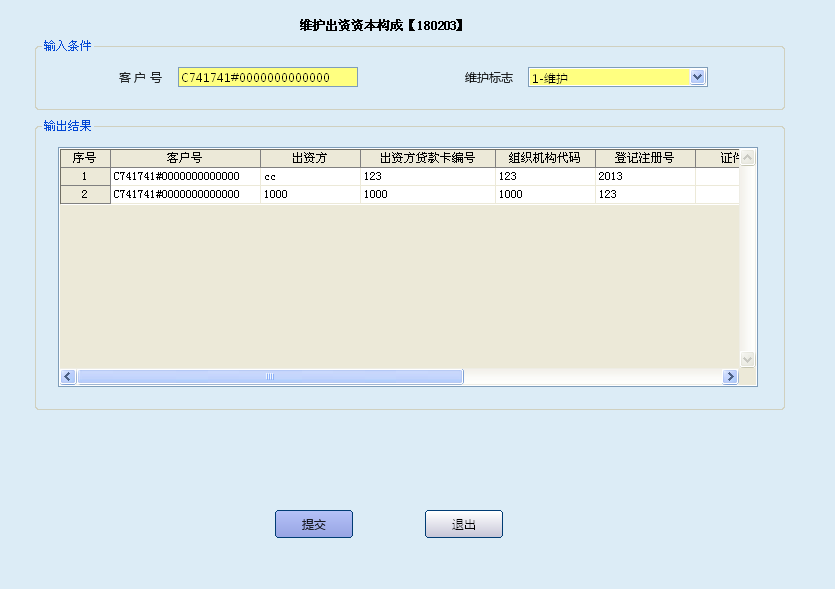 维护出资资本构成【180203】
输入条件
客 户 号 C741741#0000000000000 维护标志 1-维护
输出结果
序号 客户号 出资方 出资方贷款卡编号 组织机构代码 登记注册号 证件
1 C741741#0000000000000 cc 123 123 2013
2 C741741#0000000000000 1000 1000 1000 123
提交 退出